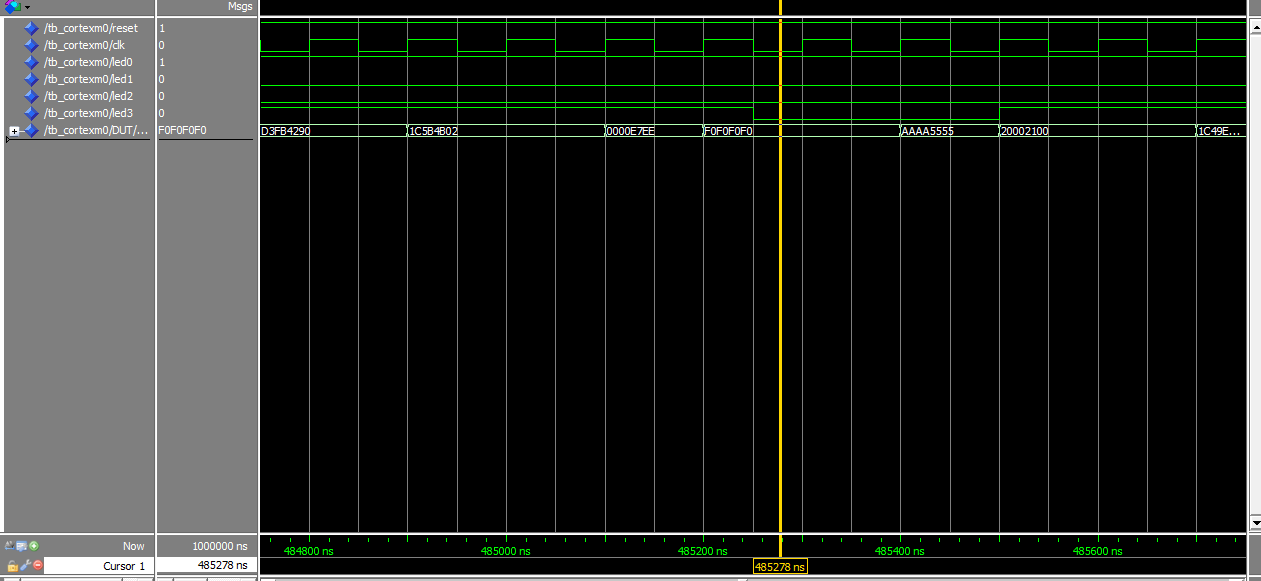 Msgs
/tb_cortexm0/reset 1
/tb_cortexm0/clk 0
/tb_cortexm0/led0 1
/tb_cortexm0/led1 0
/tb_cortexm0/led2 0
/tb_cortexm0/led3 0
/tb_cortexm0/DUT/... F0F0F0F0 D3FB4290 1C5B4B02 0000E7EE F0F0F0F0 AAAA5555 20002100 1C49E...
Now 1000000 ns 484800 ns 485000 ns 485200 ns 485400 ns 485600 ns
Cursor 1 485278 ns 485278 ns